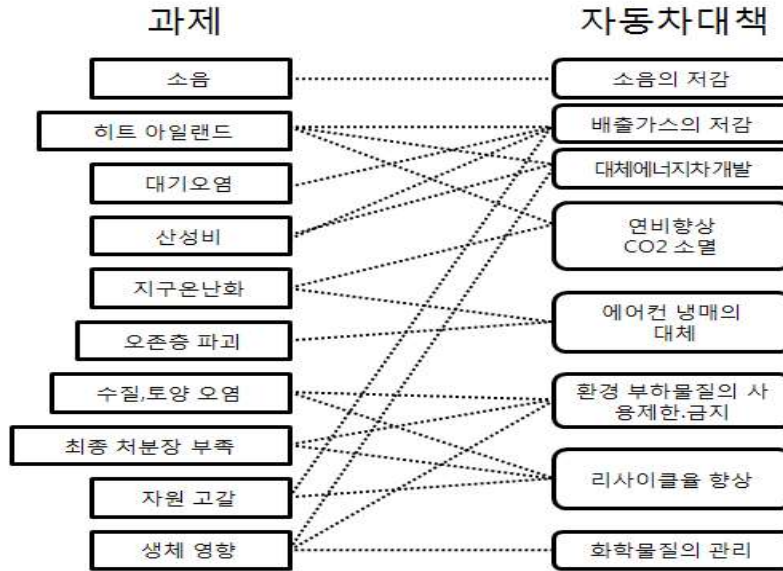 과제
자동차대책
소음
소음의 저감
히트 아일랜드
배출가스의 저감
대기오염
대체에너지차 개발
산성비
연비향상
CO2 소멸
지구온난화
에어컨 냉매의
대체
오존층 파괴
수질,토양 오염
환경 부하물질의 사
용제한.금지
최종 처분장 부족
리사이클율 향상
자원 고갈
생체 영향
화학물질의 관리